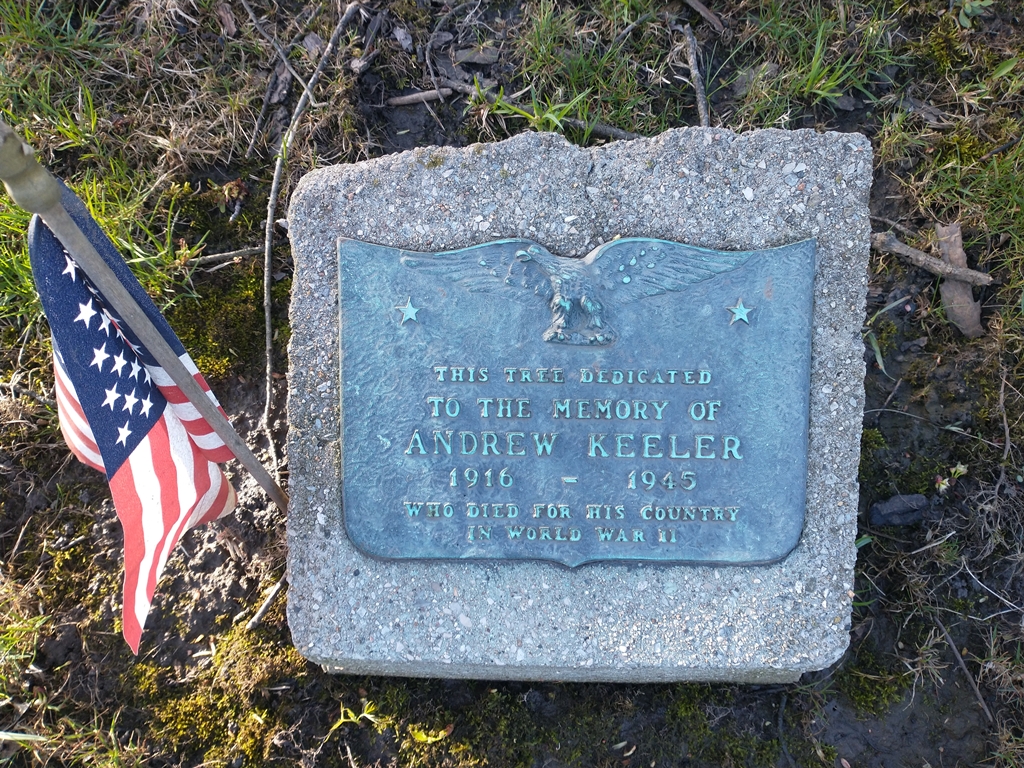 THIS TREE DEDICATED
TO THE MEMORY OF
ANDREW KEELER
1916 - 1945
WHO DIED FOR HIS COUNTRY
IN WORLD WAR II